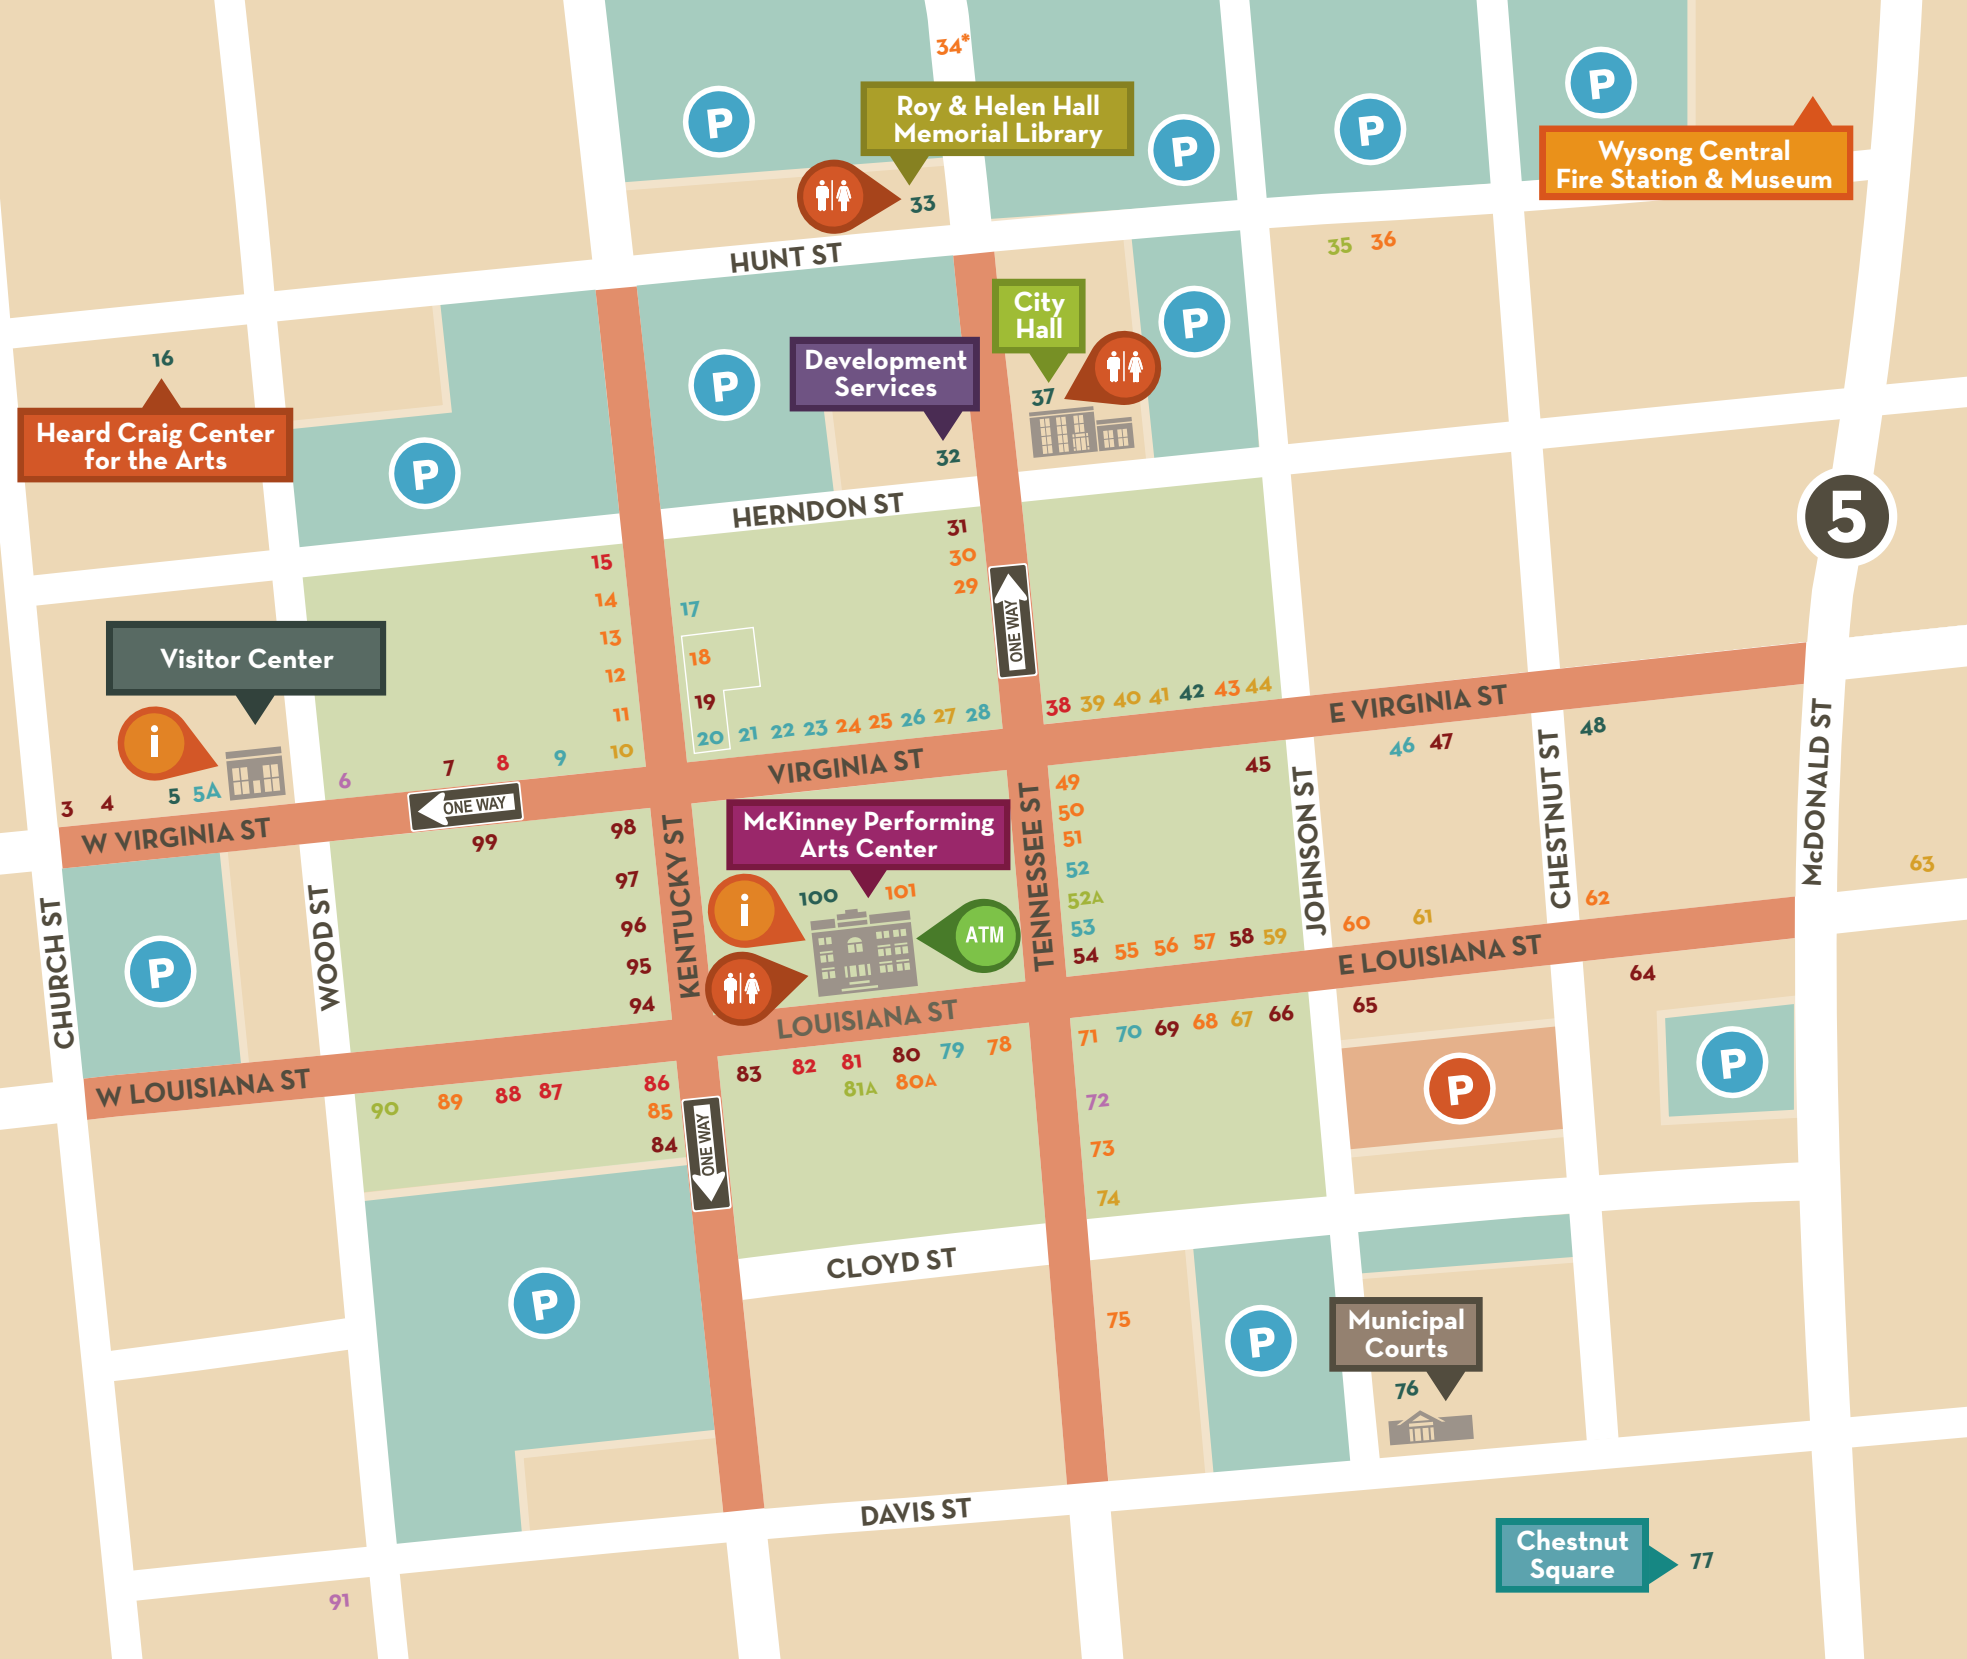 34*
P
Roy & Helen Hall
Memorial Library
P
P
P
Wysong Central
Fire Station & Museum
33
HUNT ST
35 36
City
Hall
P
16
Development
Services
P
37
Heard Craig Center
for the Arts
32
P
HERNDON ST
5
31
30
29
15
14
13
12
11
10
17
18
19
ONE WAY
Visitor Center
i
20 21 22 23 24 25 26 27 28
38 39 40 41 42 43 44
E VIRGINIA ST
48
46 47
45
3 4 5 5A
6 7 8 9
ONE WAY
W VIRGINIA ST
VIRGINIA ST
99
98
97
96
95
94
McKinney Performing
Arts Center
i
100 101
ATM
KENTUCKY ST
TENNESSEE ST
49
50
51
52
52A
53
54 55 56 57 58 59
JOHNSON ST
CHESTNUT ST
McDONALD ST
63
60 61 62
E LOUISIANA ST
64
65
CHURCH ST
P
WOOD ST
LOUISIANA ST
W LOUISIANA ST
90 89 88 87 86
85
84
ONE WAY
83 82 81 80 79 78
81A 80A
71 70 69 68 67 66
72
73
74
P
P
CLOYD ST
P
75
P
Municipal
Courts
76
DAVIS ST
Chestnut
Square
77
91